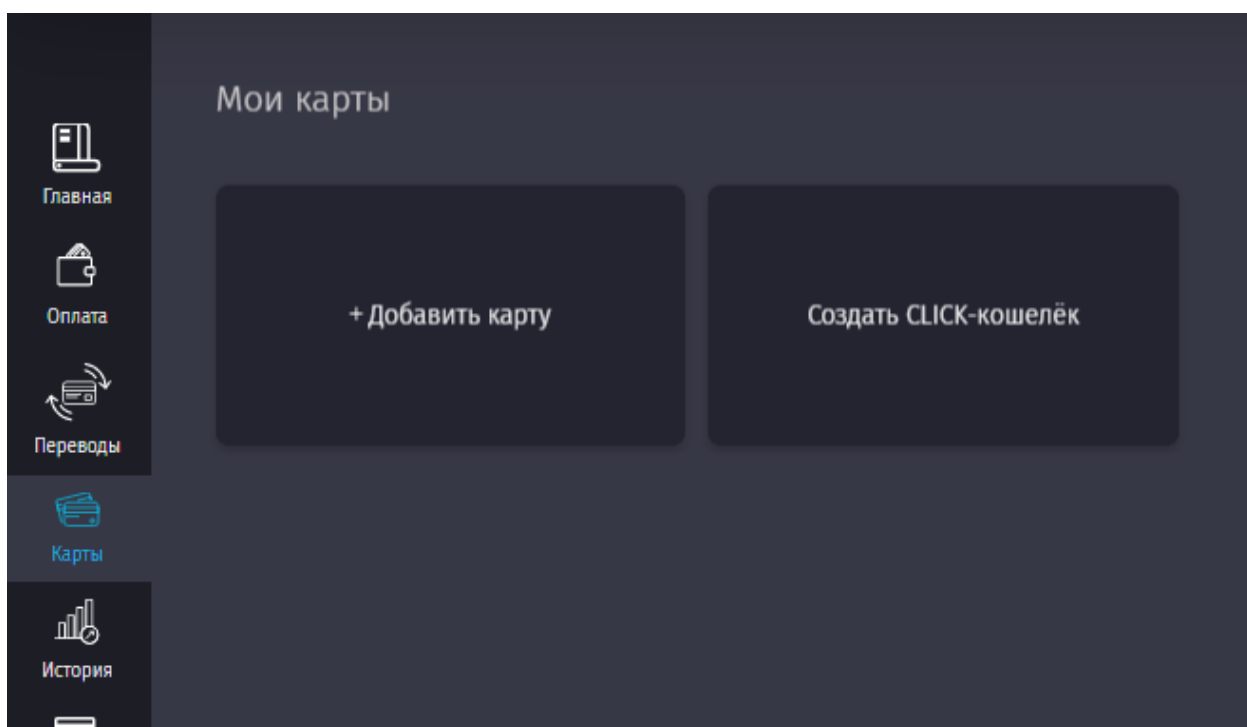 Мои карты
Главная
Оплата
Переводы
Карты
История
+ Добавить карту
Создать CLICK-кошелёк